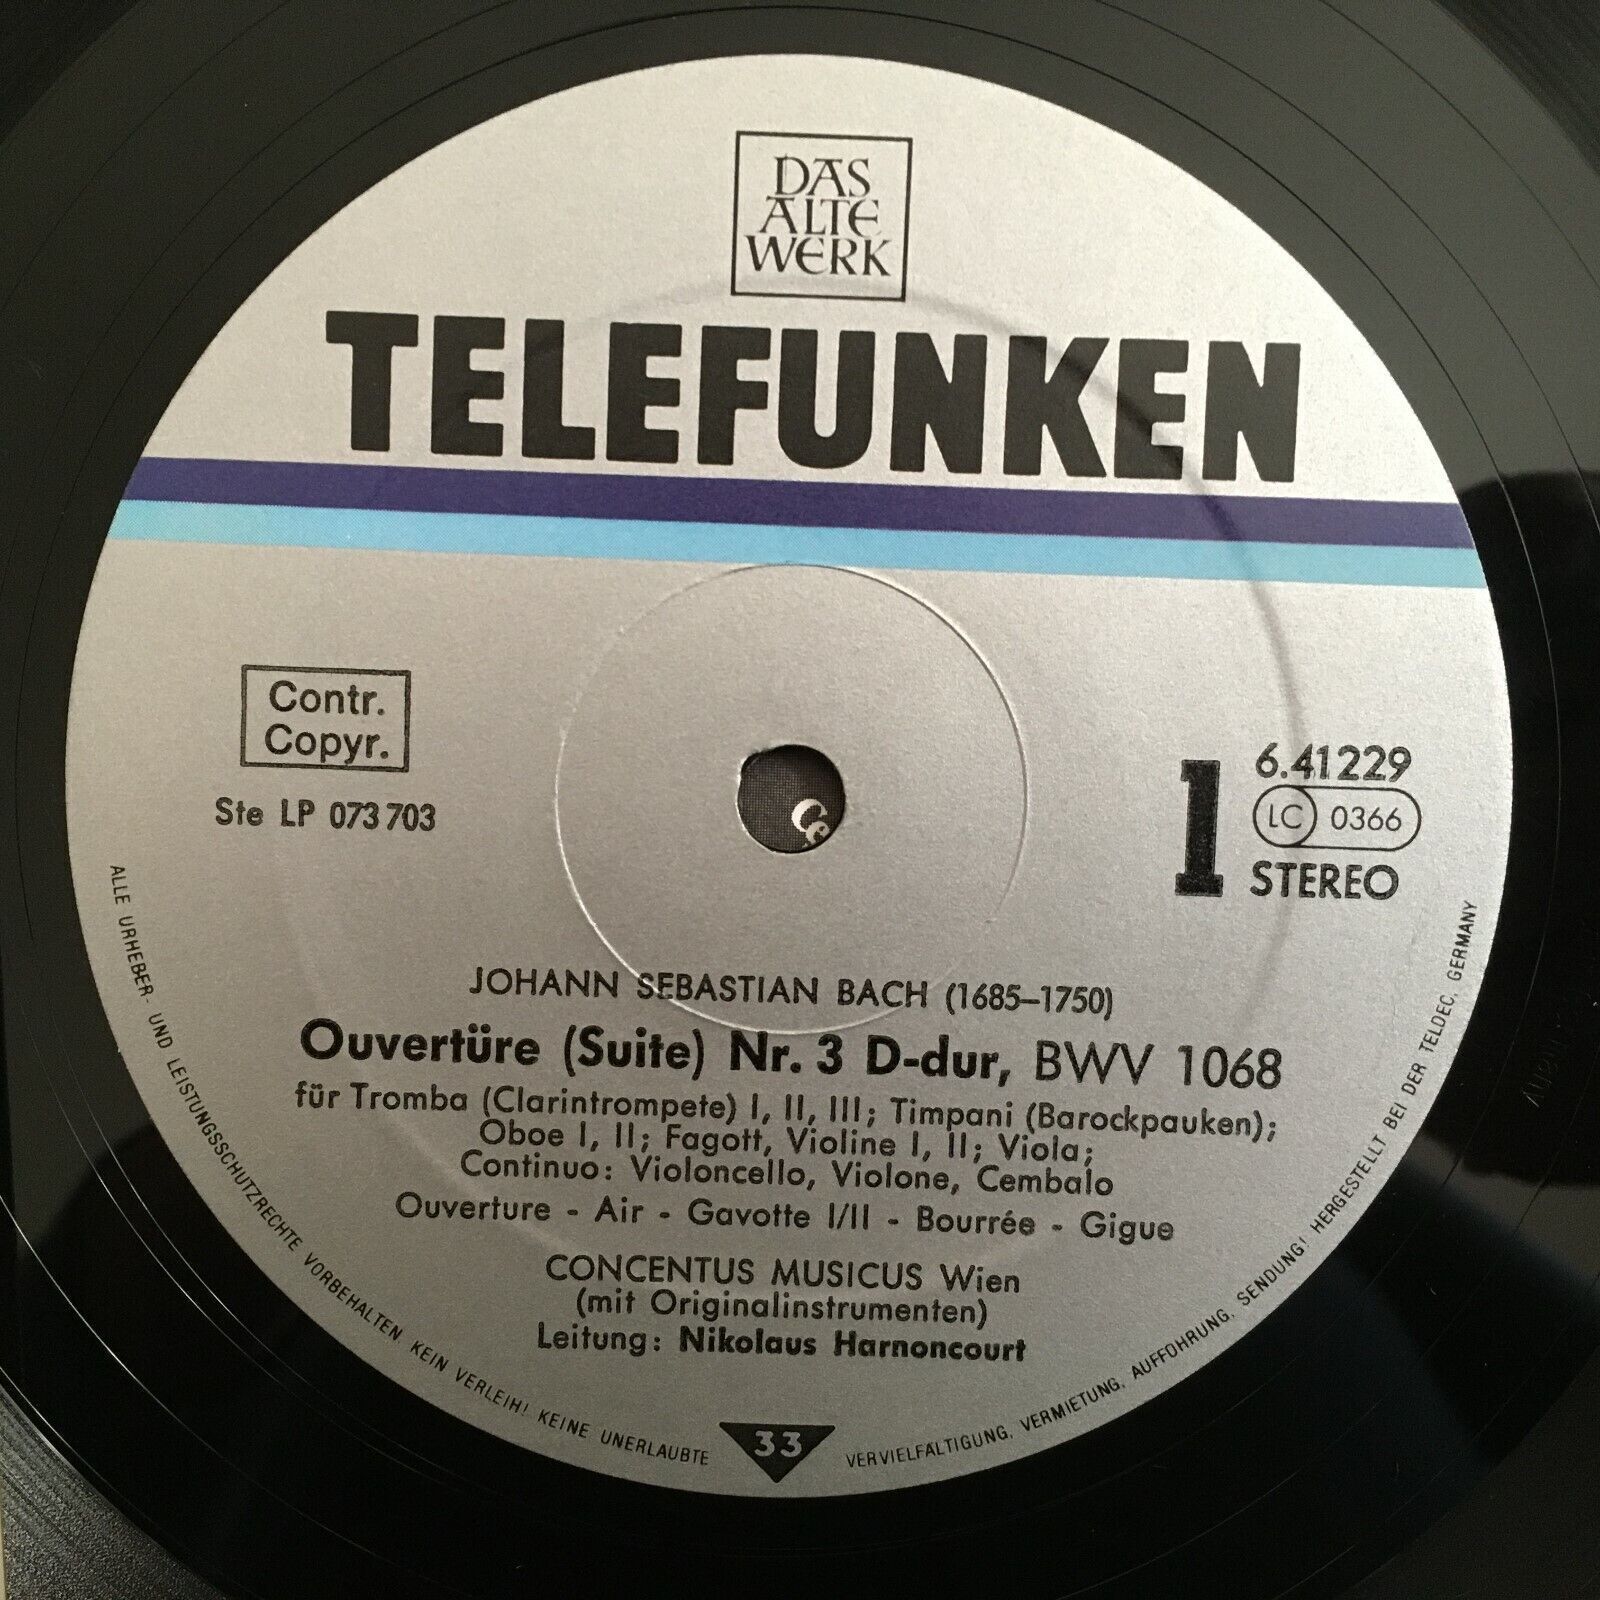 DAS
ALTE
WERK
TELEFUNKEN
Contr.
Copyr.
Ste LP 073 703
1
6.41229
LC 0366
STEREO
JOHANN SEBASTIAN BACH (1685–1750)
Ouvertüre (Suite) Nr. 3 D-dur, BWV 1068
für Tromba (Clarintrompete) I, II, III; Timpani (Barockpauken);
Oboe I, II; Fagott, Violine I, II; Viola;
Continuo: Violoncello, Violone, Cembalo
Ouverture - Air - Gavotte I/II - Bourrée - Gigue
CONCENTUS MUSICUS Wien
(mit Originalinstrumenten)
Leitung: Nikolaus Harnoncourt
ALLE URHEBER- UND LEISTUNGSSCHUTZRECHTE VORBEHALTEN KEIN VERLEIH! KEINE UNERLAUBTE
33
VERVIELFÄLTIGUNG, VERMIETUNG, AUFFÜHRUNG, SENDUNG! HERGESTELLT BEI DER TELDEC, GERMANY